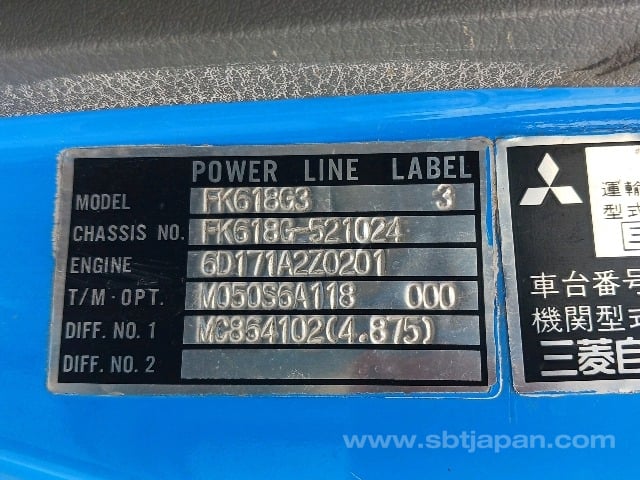 POWER LINE LABEL
MODEL FK618G3 3
CHASSIS NO. FK618G-521024
ENGINE 6D171A2Z0201
T/M·OPT. M050S6A118 000
DIFF. NO. 1 MC864102(4.875)
DIFF. NO. 2
運輸
型式
車台番号
機関型式
三菱自
www.sbtjapan.com